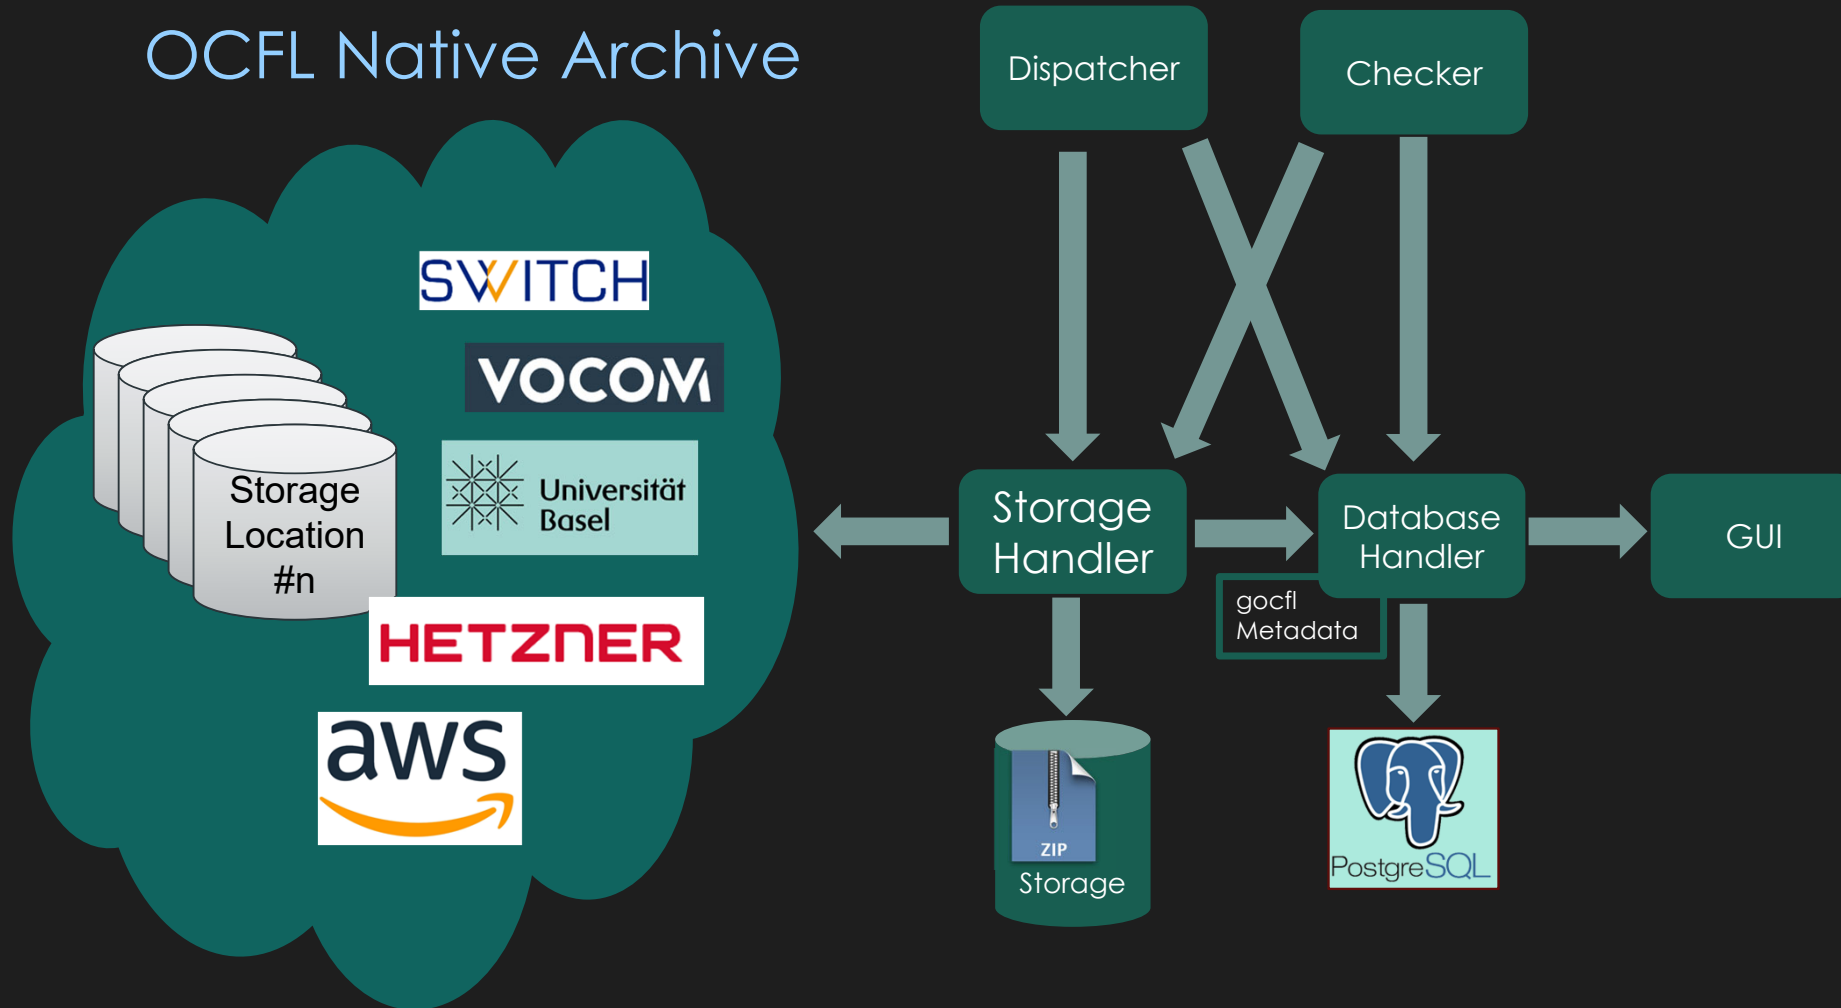 OCFL Native Archive
Dispatcher
Checker
SWITCH
VOCOM
Universität
Basel
Storage
Location
#n
HETZNER
aws
Storage
Handler
Database
Handler
GUI
gocfl
Metadata
ZIP
Storage
PostgreSQL